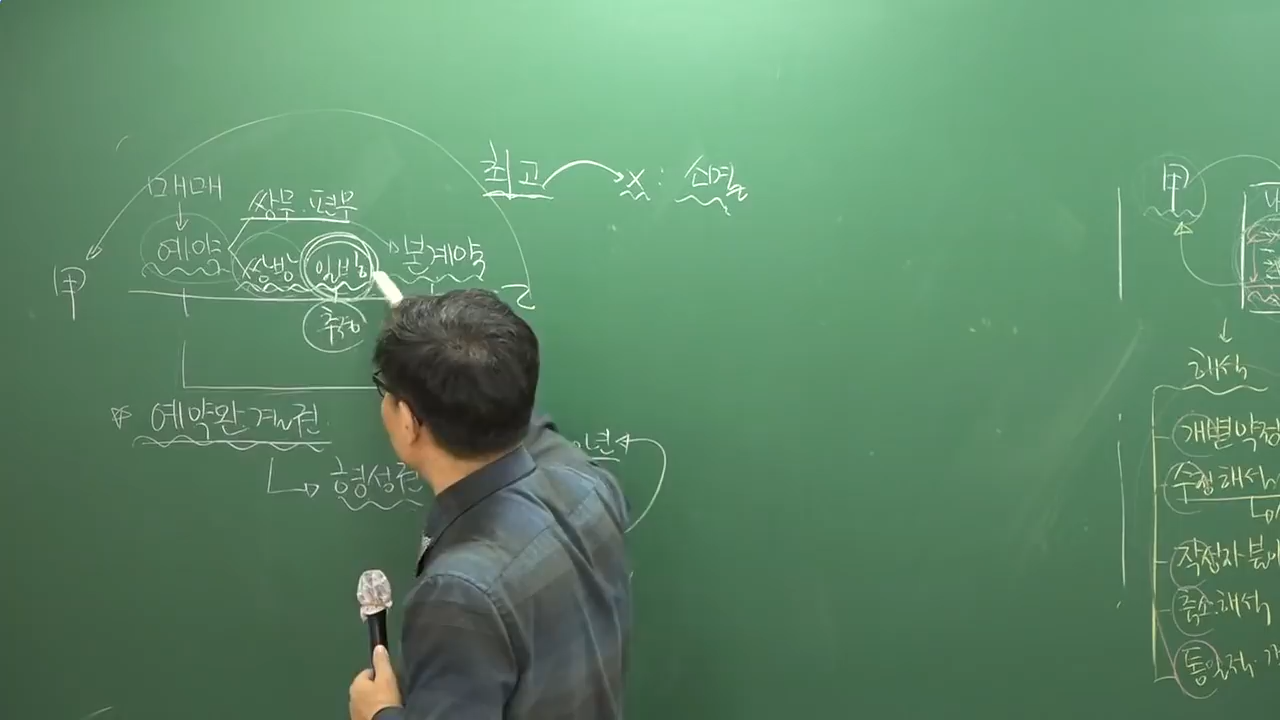 최고 X : 소멸
매매
쌍무. 편무
예약 쌍방 일방 본계약
甲 乙
추정
* 예약완결권
형성권
년
甲
해석
개별약정
수정해석
작성자불이
축소해석
통일적.